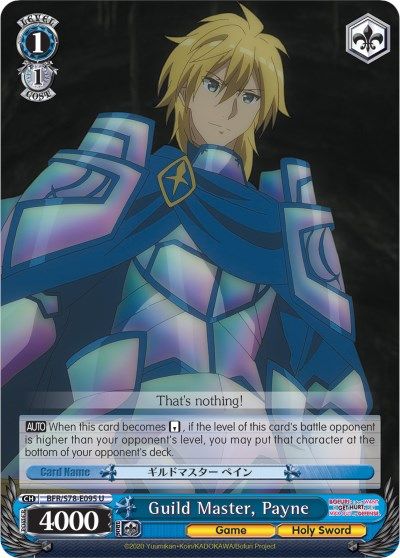 LEVEL
1
1
COST
That's nothing!
AUTO When this card becomes , if the level of this card's battle opponent
is higher than your opponent's level, you may put that character at the
bottom of your opponent's deck.
Card Name
ギルドマスター ペイン
CH
BFR/S78-E095 U
POWER
4000
Guild Master, Payne
Game
Holy Sword
©2020 Yuumikan・Koin/KADOKAWA/Bofuri Project